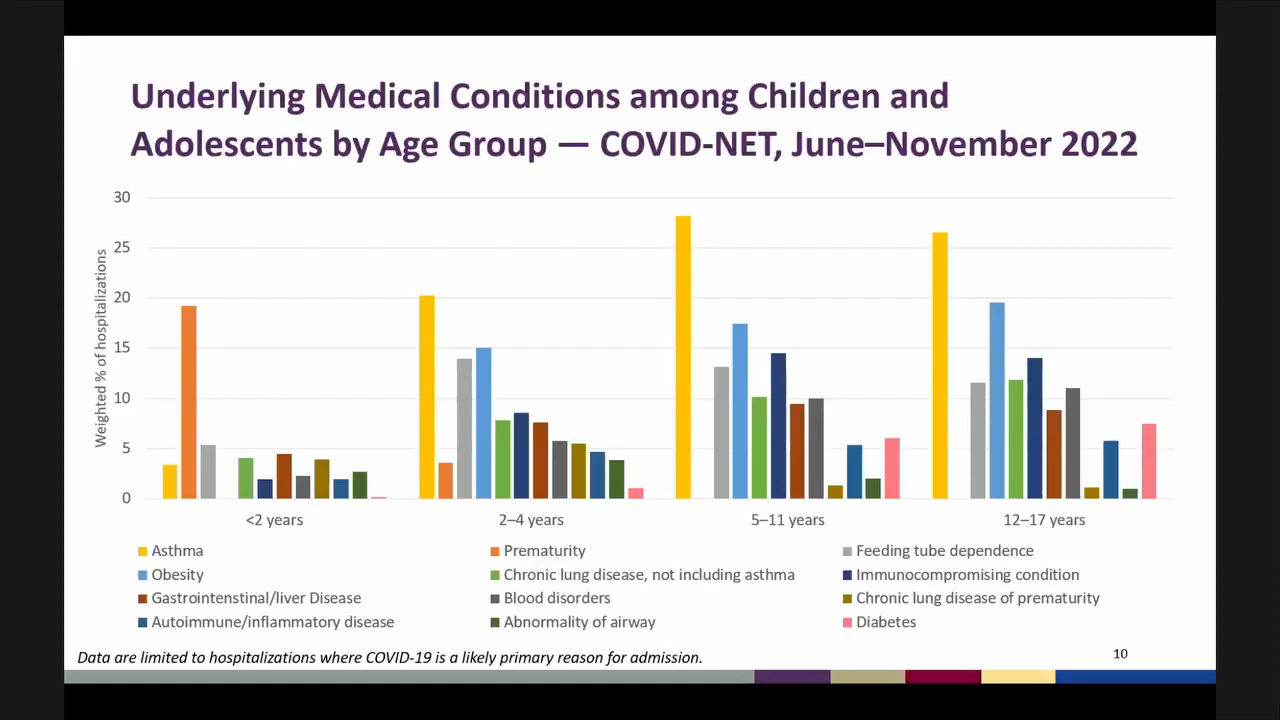 Underlying Medical Conditions among Children and
Adolescents by Age Group — COVID-NET, June–November 2022
Weighted % of hospitalizations
30
25
20
15
10
5
0
<2 years
2–4 years
5–11 years
12–17 years
Asthma
Prematurity
Feeding tube dependence
Obesity
Chronic lung disease, not including asthma
Immunocompromising condition
Gastrointenstinal/liver Disease
Blood disorders
Chronic lung disease of prematurity
Autoimmune/inflammatory disease
Abnormality of airway
Diabetes
Data are limited to hospitalizations where COVID-19 is a likely primary reason for admission.
10